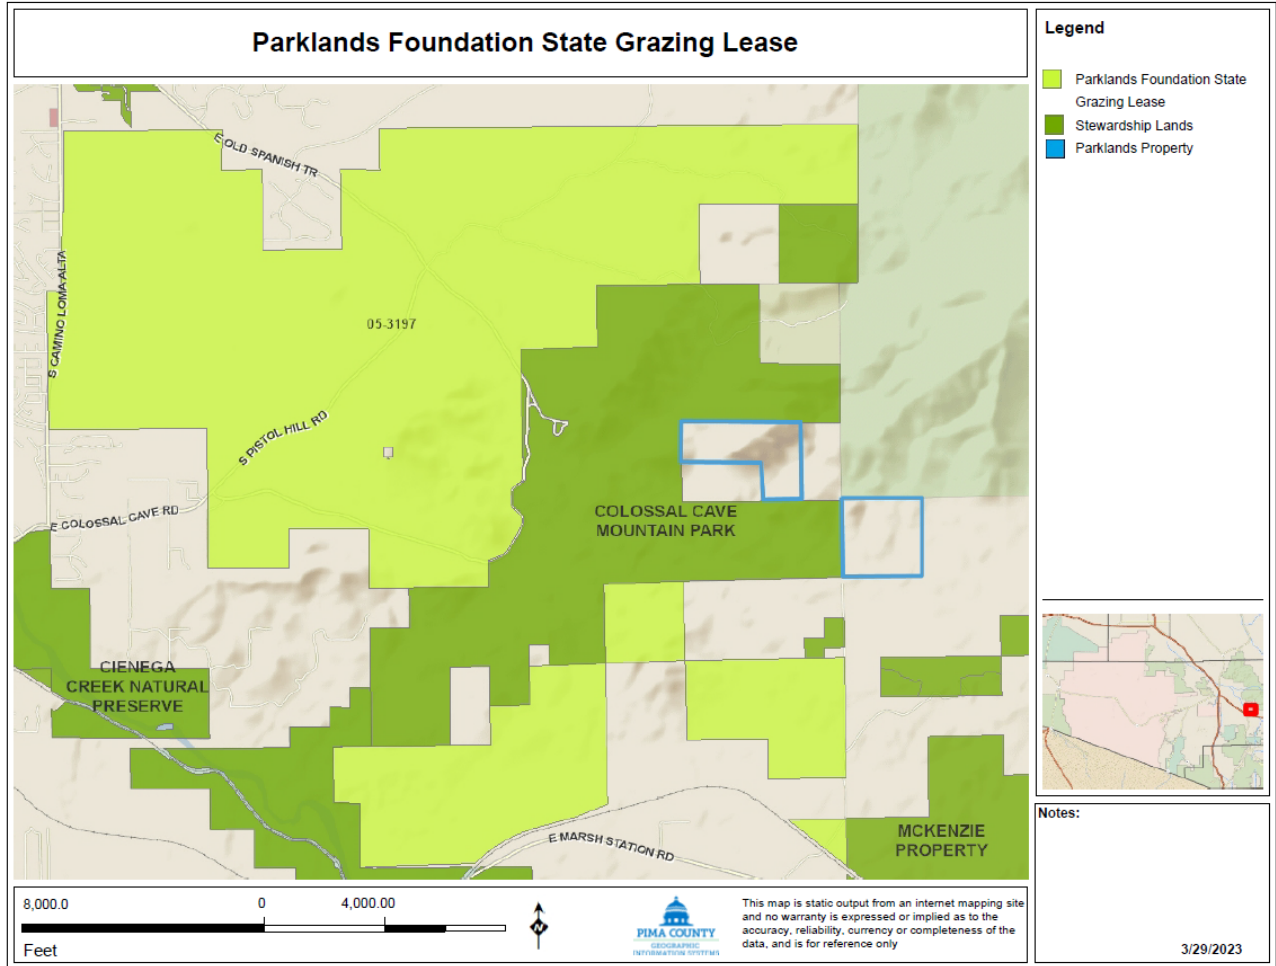 Parklands Foundation State Grazing Lease
Legend
Parklands Foundation State
Grazing Lease
Stewardship Lands
Parklands Property
E OLD SPANISH TR
S CAMINO LOMA ALTA
05-3197
S PISTOL HILL RD
E COLOSSAL CAVE RD
COLOSSAL CAVE
MOUNTAIN PARK
CIENEGA
CREEK NATURAL
PRESERVE
E MARSH STATION RD
MCKENZIE
PROPERTY
Notes:
8,000.0 0 4,000.00
Feet
N
PIMA COUNTY
GEOGRAPHIC
INFORMATION SYSTEMS
This map is static output from an internet mapping site
and no warranty is expressed or implied as to the
accuracy, reliability, currency or completeness of the
data, and is for reference only
3/29/2023